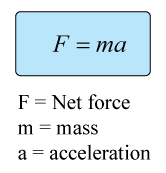 F = ma
F = Net force
m = mass
a = acceleration